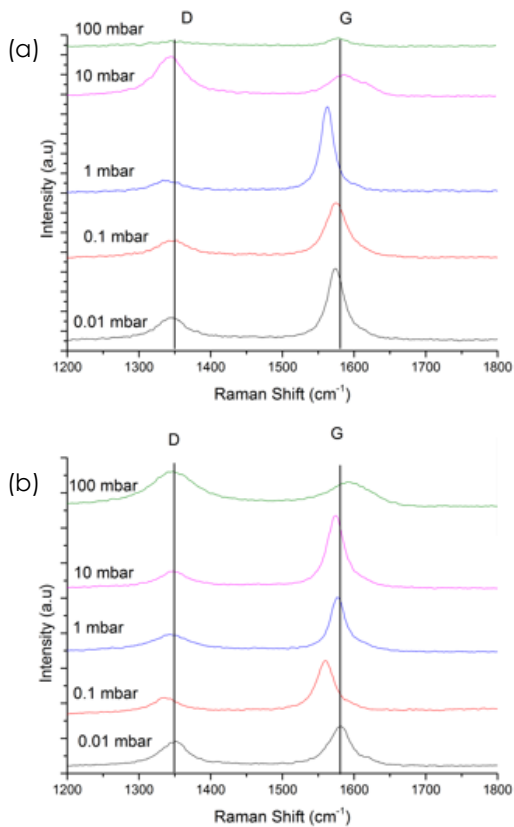 D G
(a)
100 mbar
10 mbar
1 mbar
0.1 mbar
0.01 mbar
Intensity (a.u)
1200 1300 1400 1500 1600 1700 1800
Raman Shift (cm⁻¹)
D G
(b)
100 mbar
10 mbar
1 mbar
0.1 mbar
0.01 mbar
Intensity (a.u)
1200 1300 1400 1500 1600 1700 1800
Raman Shift (cm⁻¹)